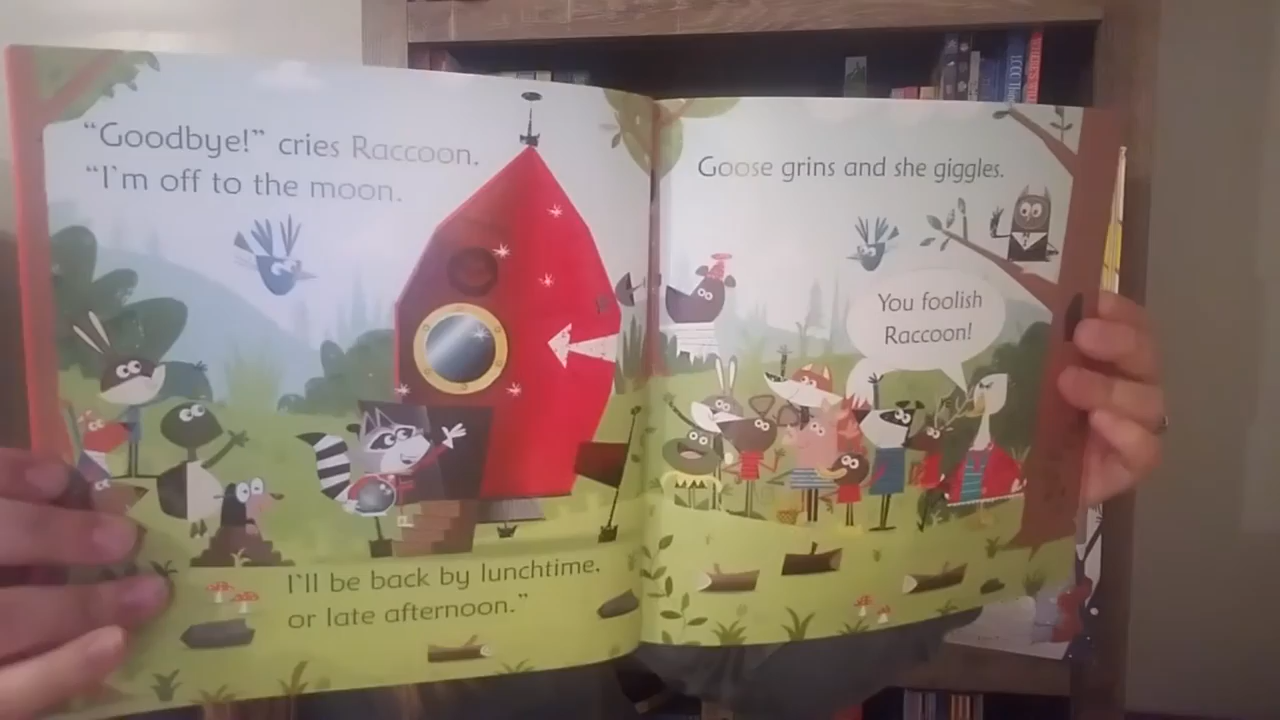 “Goodbye!” cries Raccoon.
“I'm off to the moon.
I'll be back by lunchtime,
or late afternoon.”
Goose grins and she giggles.
You foolish
Raccoon!